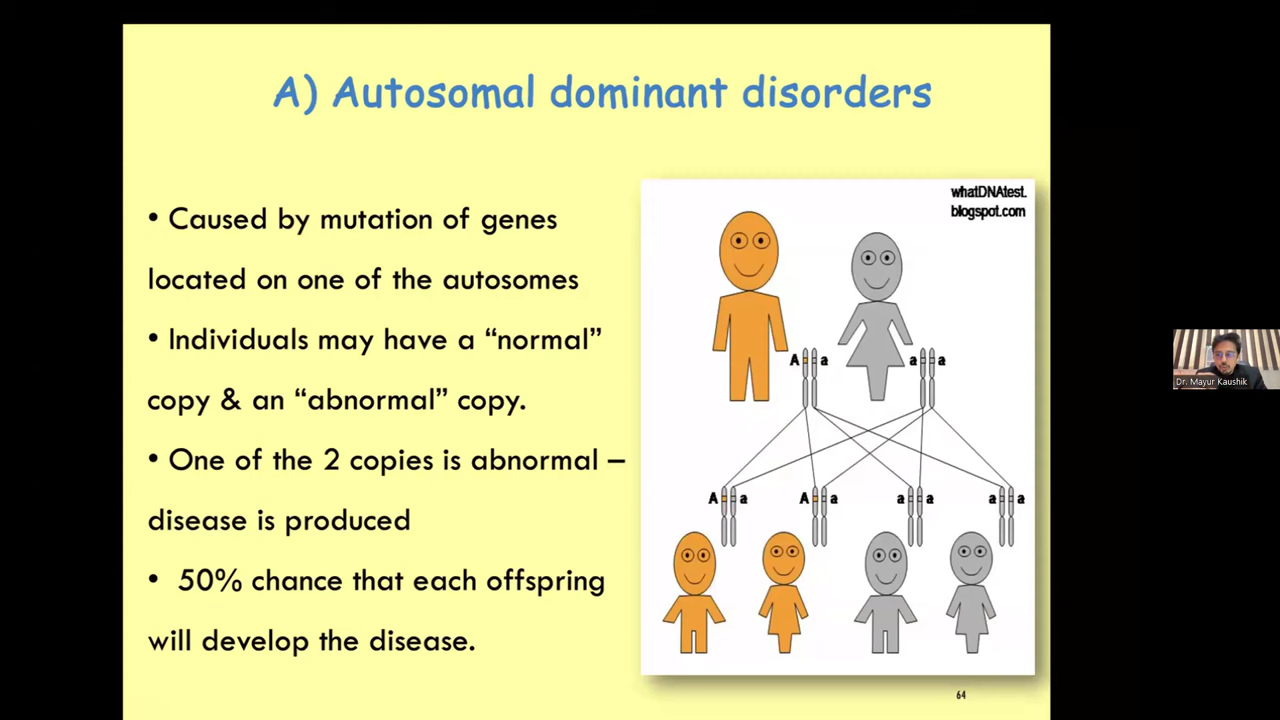 A) Autosomal dominant disorders
• Caused by mutation of genes
located on one of the autosomes
• Individuals may have a “normal”
copy & an “abnormal” copy.
• One of the 2 copies is abnormal –
disease is produced
• 50% chance that each offspring
will develop the disease.
whatDNAtest.
blogspot.com
A a a a
A a A a a a a a
64
Dr. Mayur Kaushik